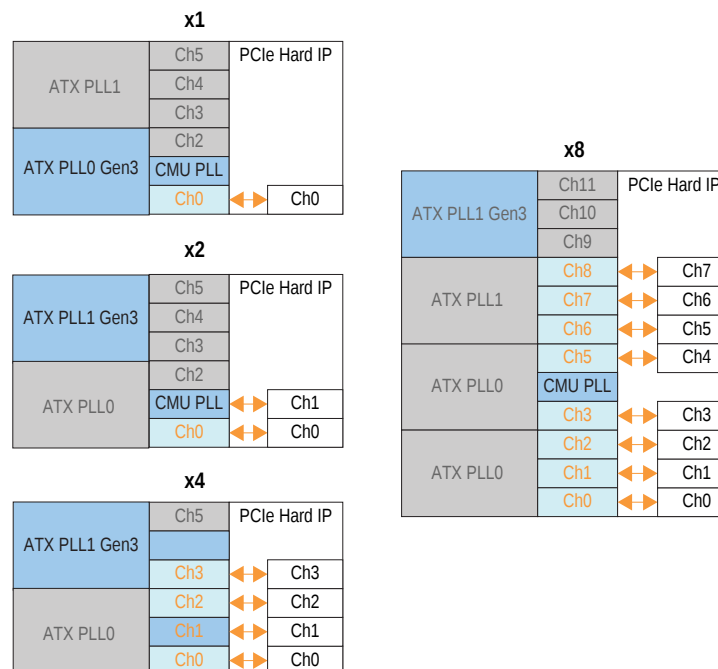 x1
Ch5 PCIe Hard IP
ATX PLL1 Ch4
Ch3
Ch2
ATX PLL0 Gen3 CMU PLL
Ch0 Ch0
x2
Ch5 PCIe Hard IP
ATX PLL1 Gen3 Ch4
Ch3
Ch2
ATX PLL0 CMU PLL Ch1
Ch0 Ch0
x4
Ch5 PCIe Hard IP
ATX PLL1 Gen3
Ch3 Ch3
Ch2 Ch2
ATX PLL0 Ch1 Ch1
Ch0 Ch0
x8
Ch11 PCIe Hard IP
ATX PLL1 Gen3 Ch10
Ch9
Ch8 Ch7
ATX PLL1 Ch7 Ch6
Ch6 Ch5
Ch5 Ch4
ATX PLL0 CMU PLL
Ch3 Ch3
Ch2 Ch2
ATX PLL0 Ch1 Ch1
Ch0 Ch0